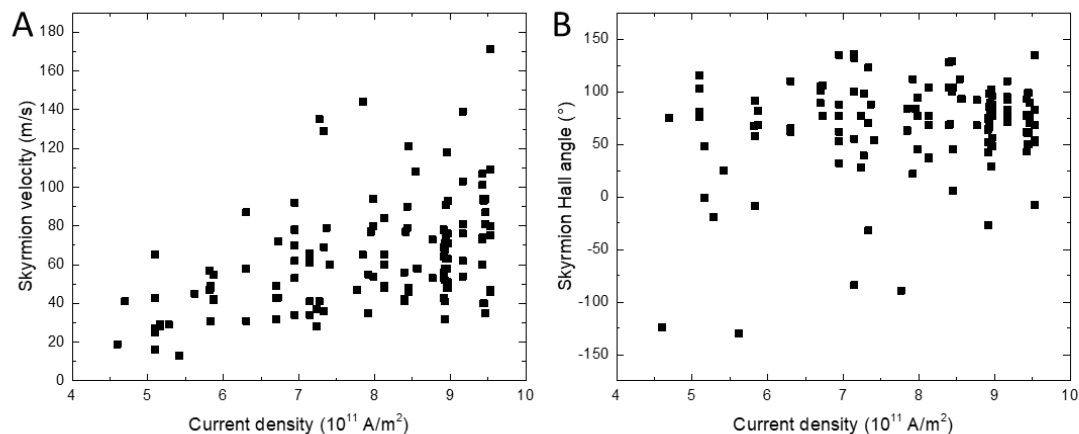 A
Skyrmion velocity (m/s)
180
160
140
120
100
80
60
40
20
0
4 5 6 7 8 9 10
Current density (10¹¹ A/m²)
B
Skyrmion Hall angle (°)
150
100
50
0
-50
-100
-150
4 5 6 7 8 9 10
Current density (10¹¹ A/m²)